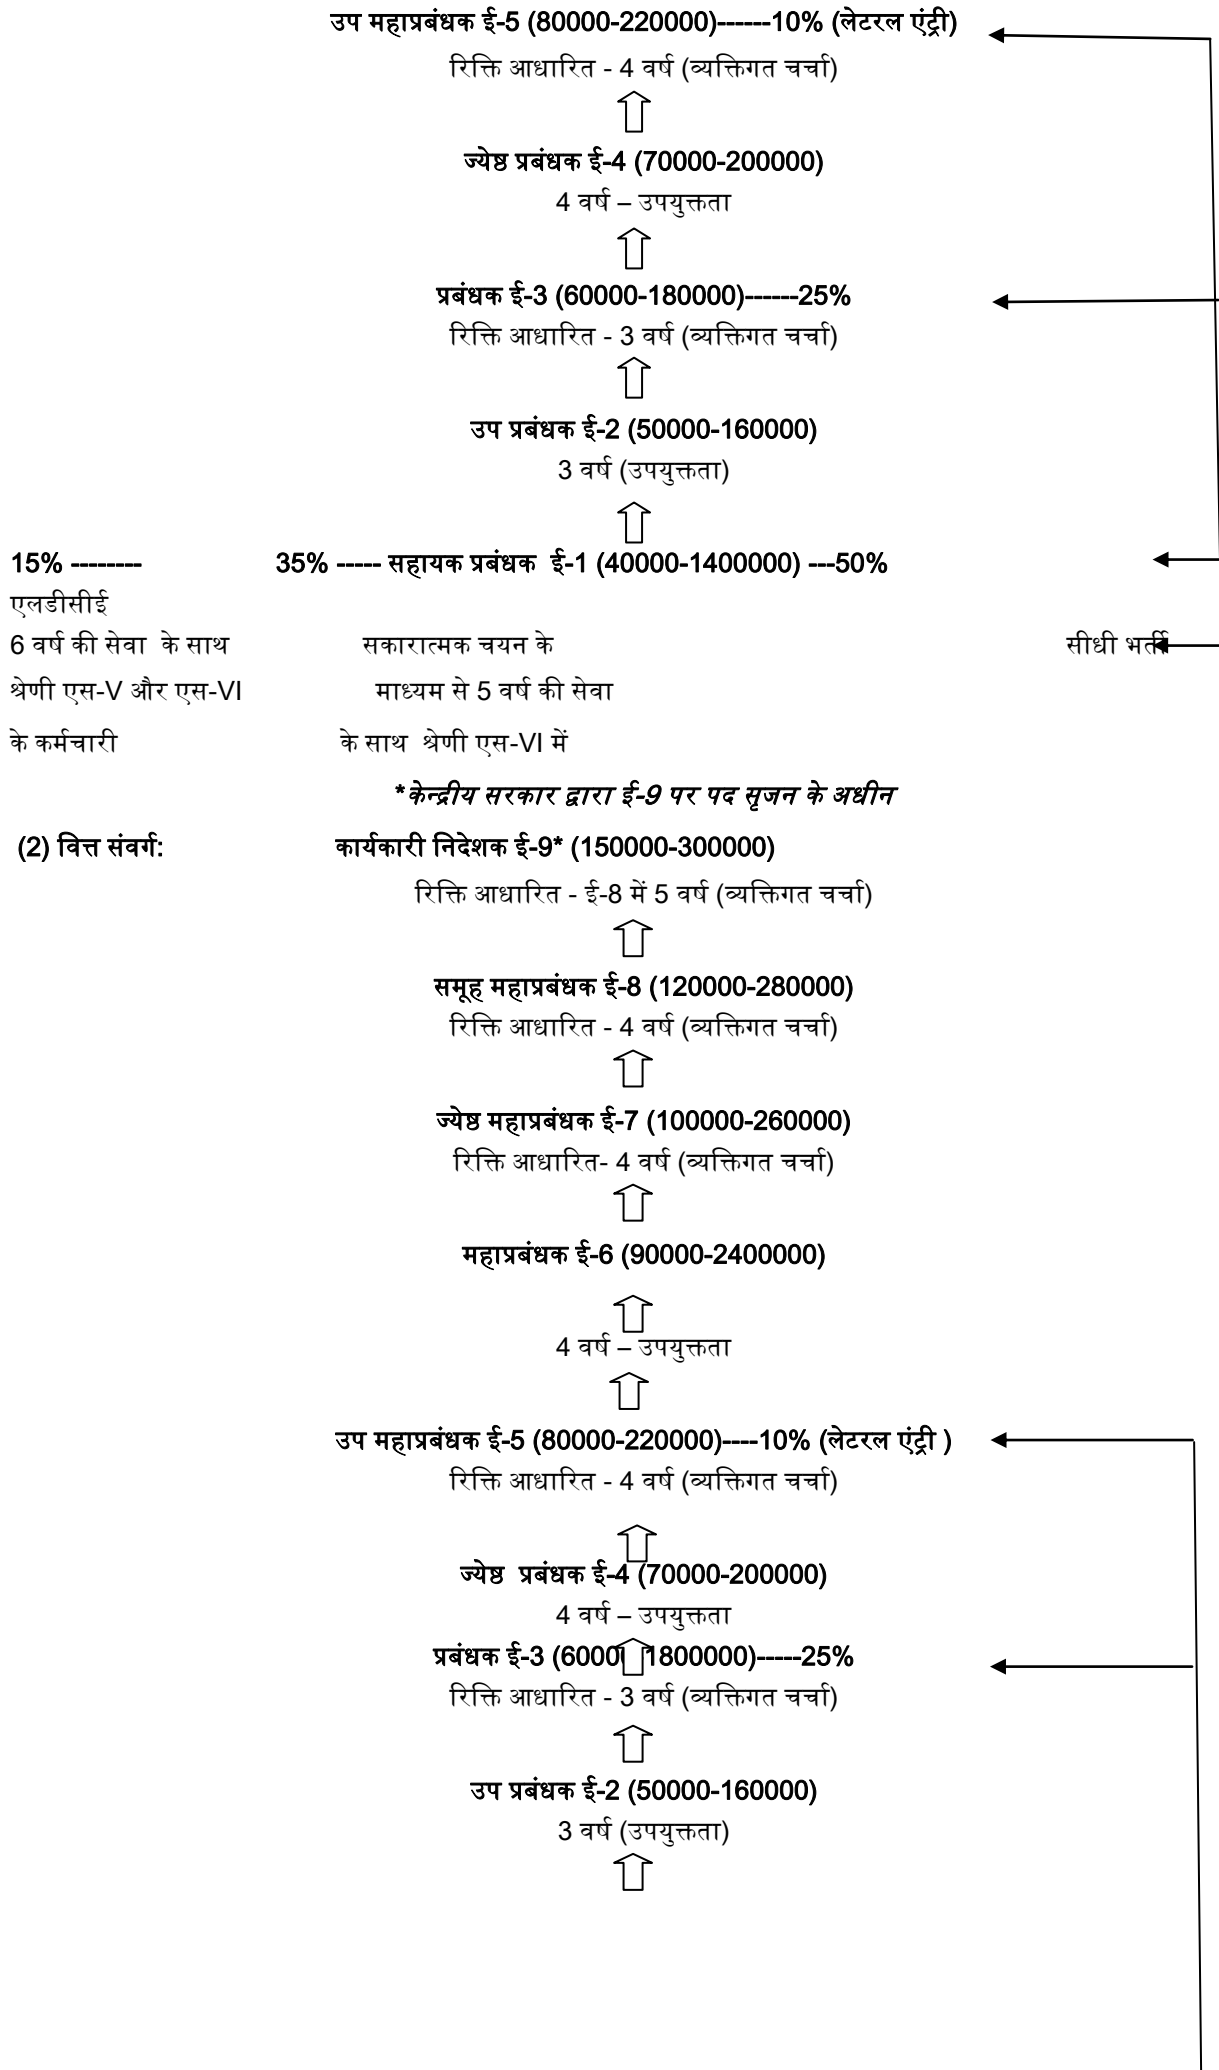 उप महाप्रबंधक ई-5 (80000-220000)------10% (लेटरल एंट्री)
रिक्ति आधारित - 4 वर्ष (व्यक्तिगत चर्चा)
ज्येष्ठ प्रबंधक ई-4 (70000-200000)
4 वर्ष – उपयुक्तता
प्रबंधक ई-3 (60000-180000)------25%
रिक्ति आधारित - 3 वर्ष (व्यक्तिगत चर्चा)
उप प्रबंधक ई-2 (50000-160000)
3 वर्ष (उपयुक्तता)
15% -------- 35% ----- सहायक प्रबंधक ई-1 (40000-1400000) ---50%
एलडीसीई
6 वर्ष की सेवा के साथ सकारात्मक चयन के सीधी भर्ती
श्रेणी एस-V और एस-VI माध्यम से 5 वर्ष की सेवा
के कर्मचारी के साथ श्रेणी एस-VI में
*केन्द्रीय सरकार द्वारा ई-9 पर पद सृजन के अधीन
(2) वित्त संवर्ग: कार्यकारी निदेशक ई-9* (150000-300000)
रिक्ति आधारित - ई-8 में 5 वर्ष (व्यक्तिगत चर्चा)
समूह महाप्रबंधक ई-8 (120000-280000)
रिक्ति आधारित - 4 वर्ष (व्यक्तिगत चर्चा)
ज्येष्ठ महाप्रबंधक ई-7 (100000-260000)
रिक्ति आधारित- 4 वर्ष (व्यक्तिगत चर्चा)
महाप्रबंधक ई-6 (90000-2400000)
4 वर्ष – उपयुक्तता
उप महाप्रबंधक ई-5 (80000-220000)----10% (लेटरल एंट्री )
रिक्ति आधारित - 4 वर्ष (व्यक्तिगत चर्चा)
ज्येष्ठ प्रबंधक ई-4 (70000-200000)
4 वर्ष – उपयुक्तता
प्रबंधक ई-3 (60000-1800000)-----25%
रिक्ति आधारित - 3 वर्ष (व्यक्तिगत चर्चा)
उप प्रबंधक ई-2 (50000-160000)
3 वर्ष (उपयुक्तता)